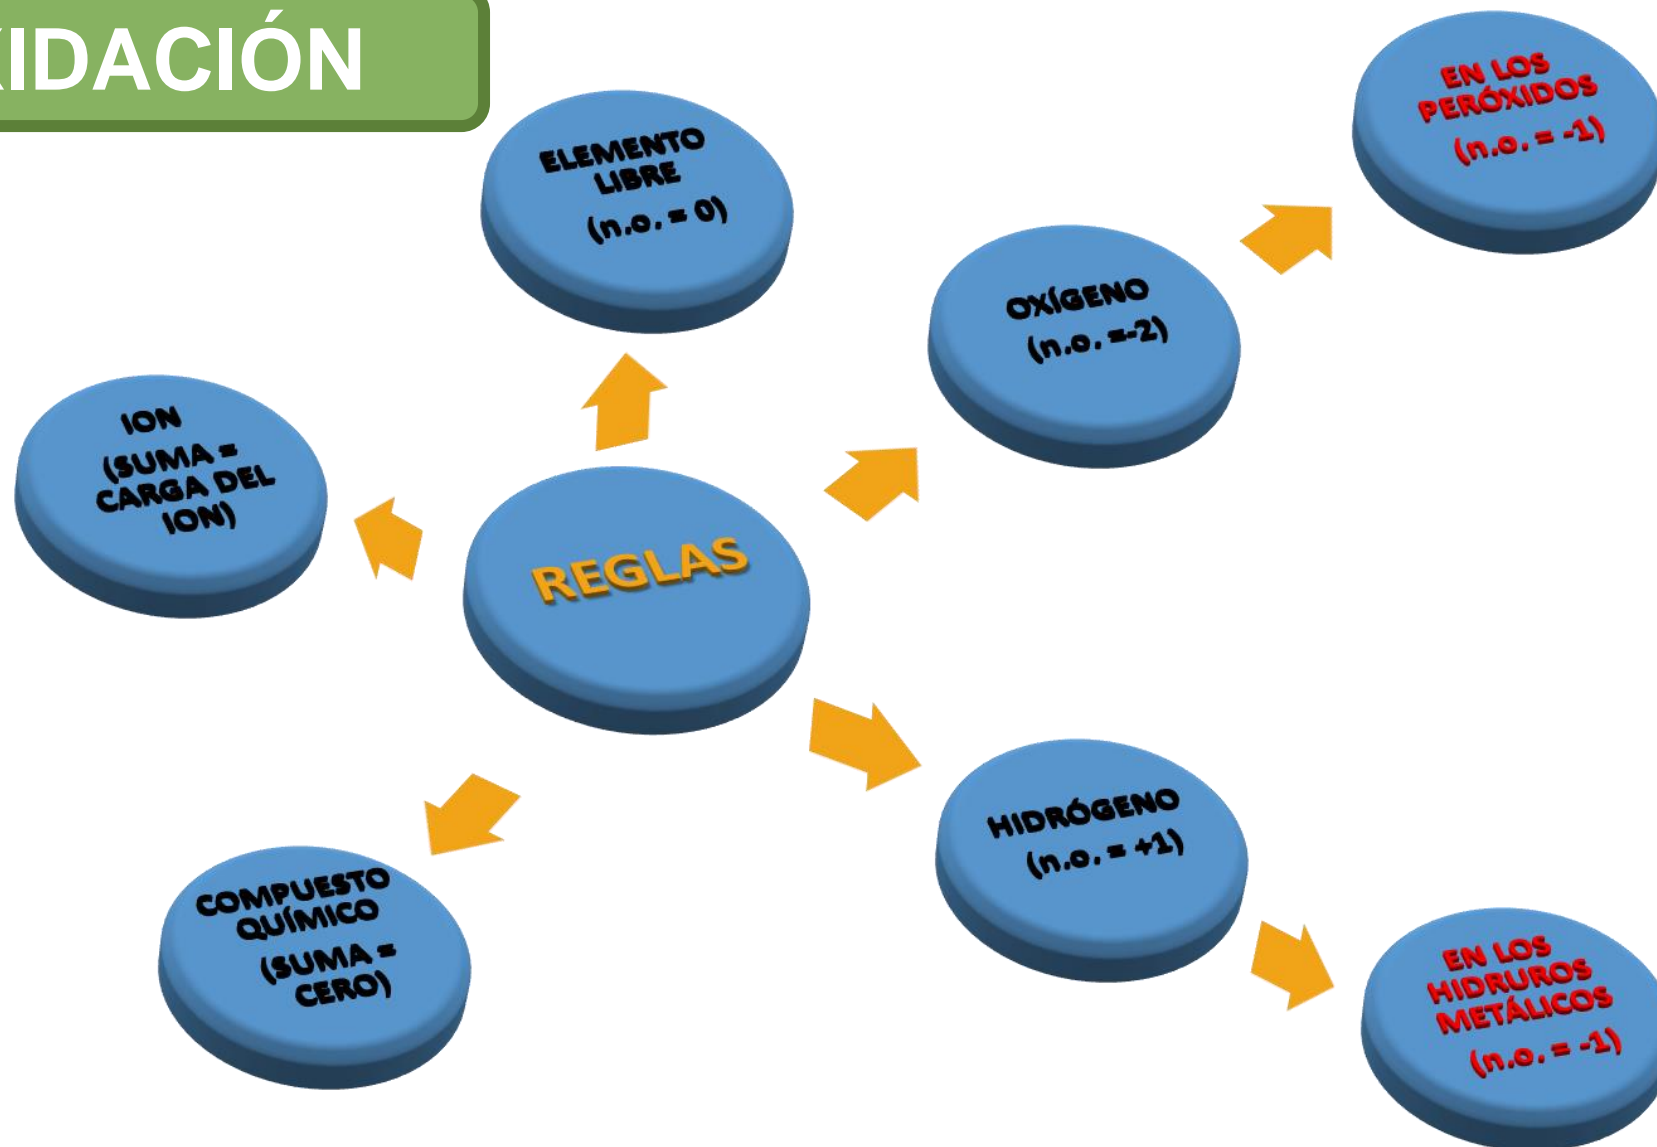 XIDACIÓN
ELEMENTO
LIBRE
(n.o. = 0)
EN LOS
PERÓXIDOS
(n.o. = -1)
OXÍGENO
(n.o. =-2)
ION
(SUMA =
CARGA DEL
ION)
REGLAS
HIDRÓGENO
(n.o. = +1)
COMPUESTO
QUÍMICO
(SUMA =
CERO)
EN LOS
HIDRUROS
METÁLICOS
(n.o. = -1)